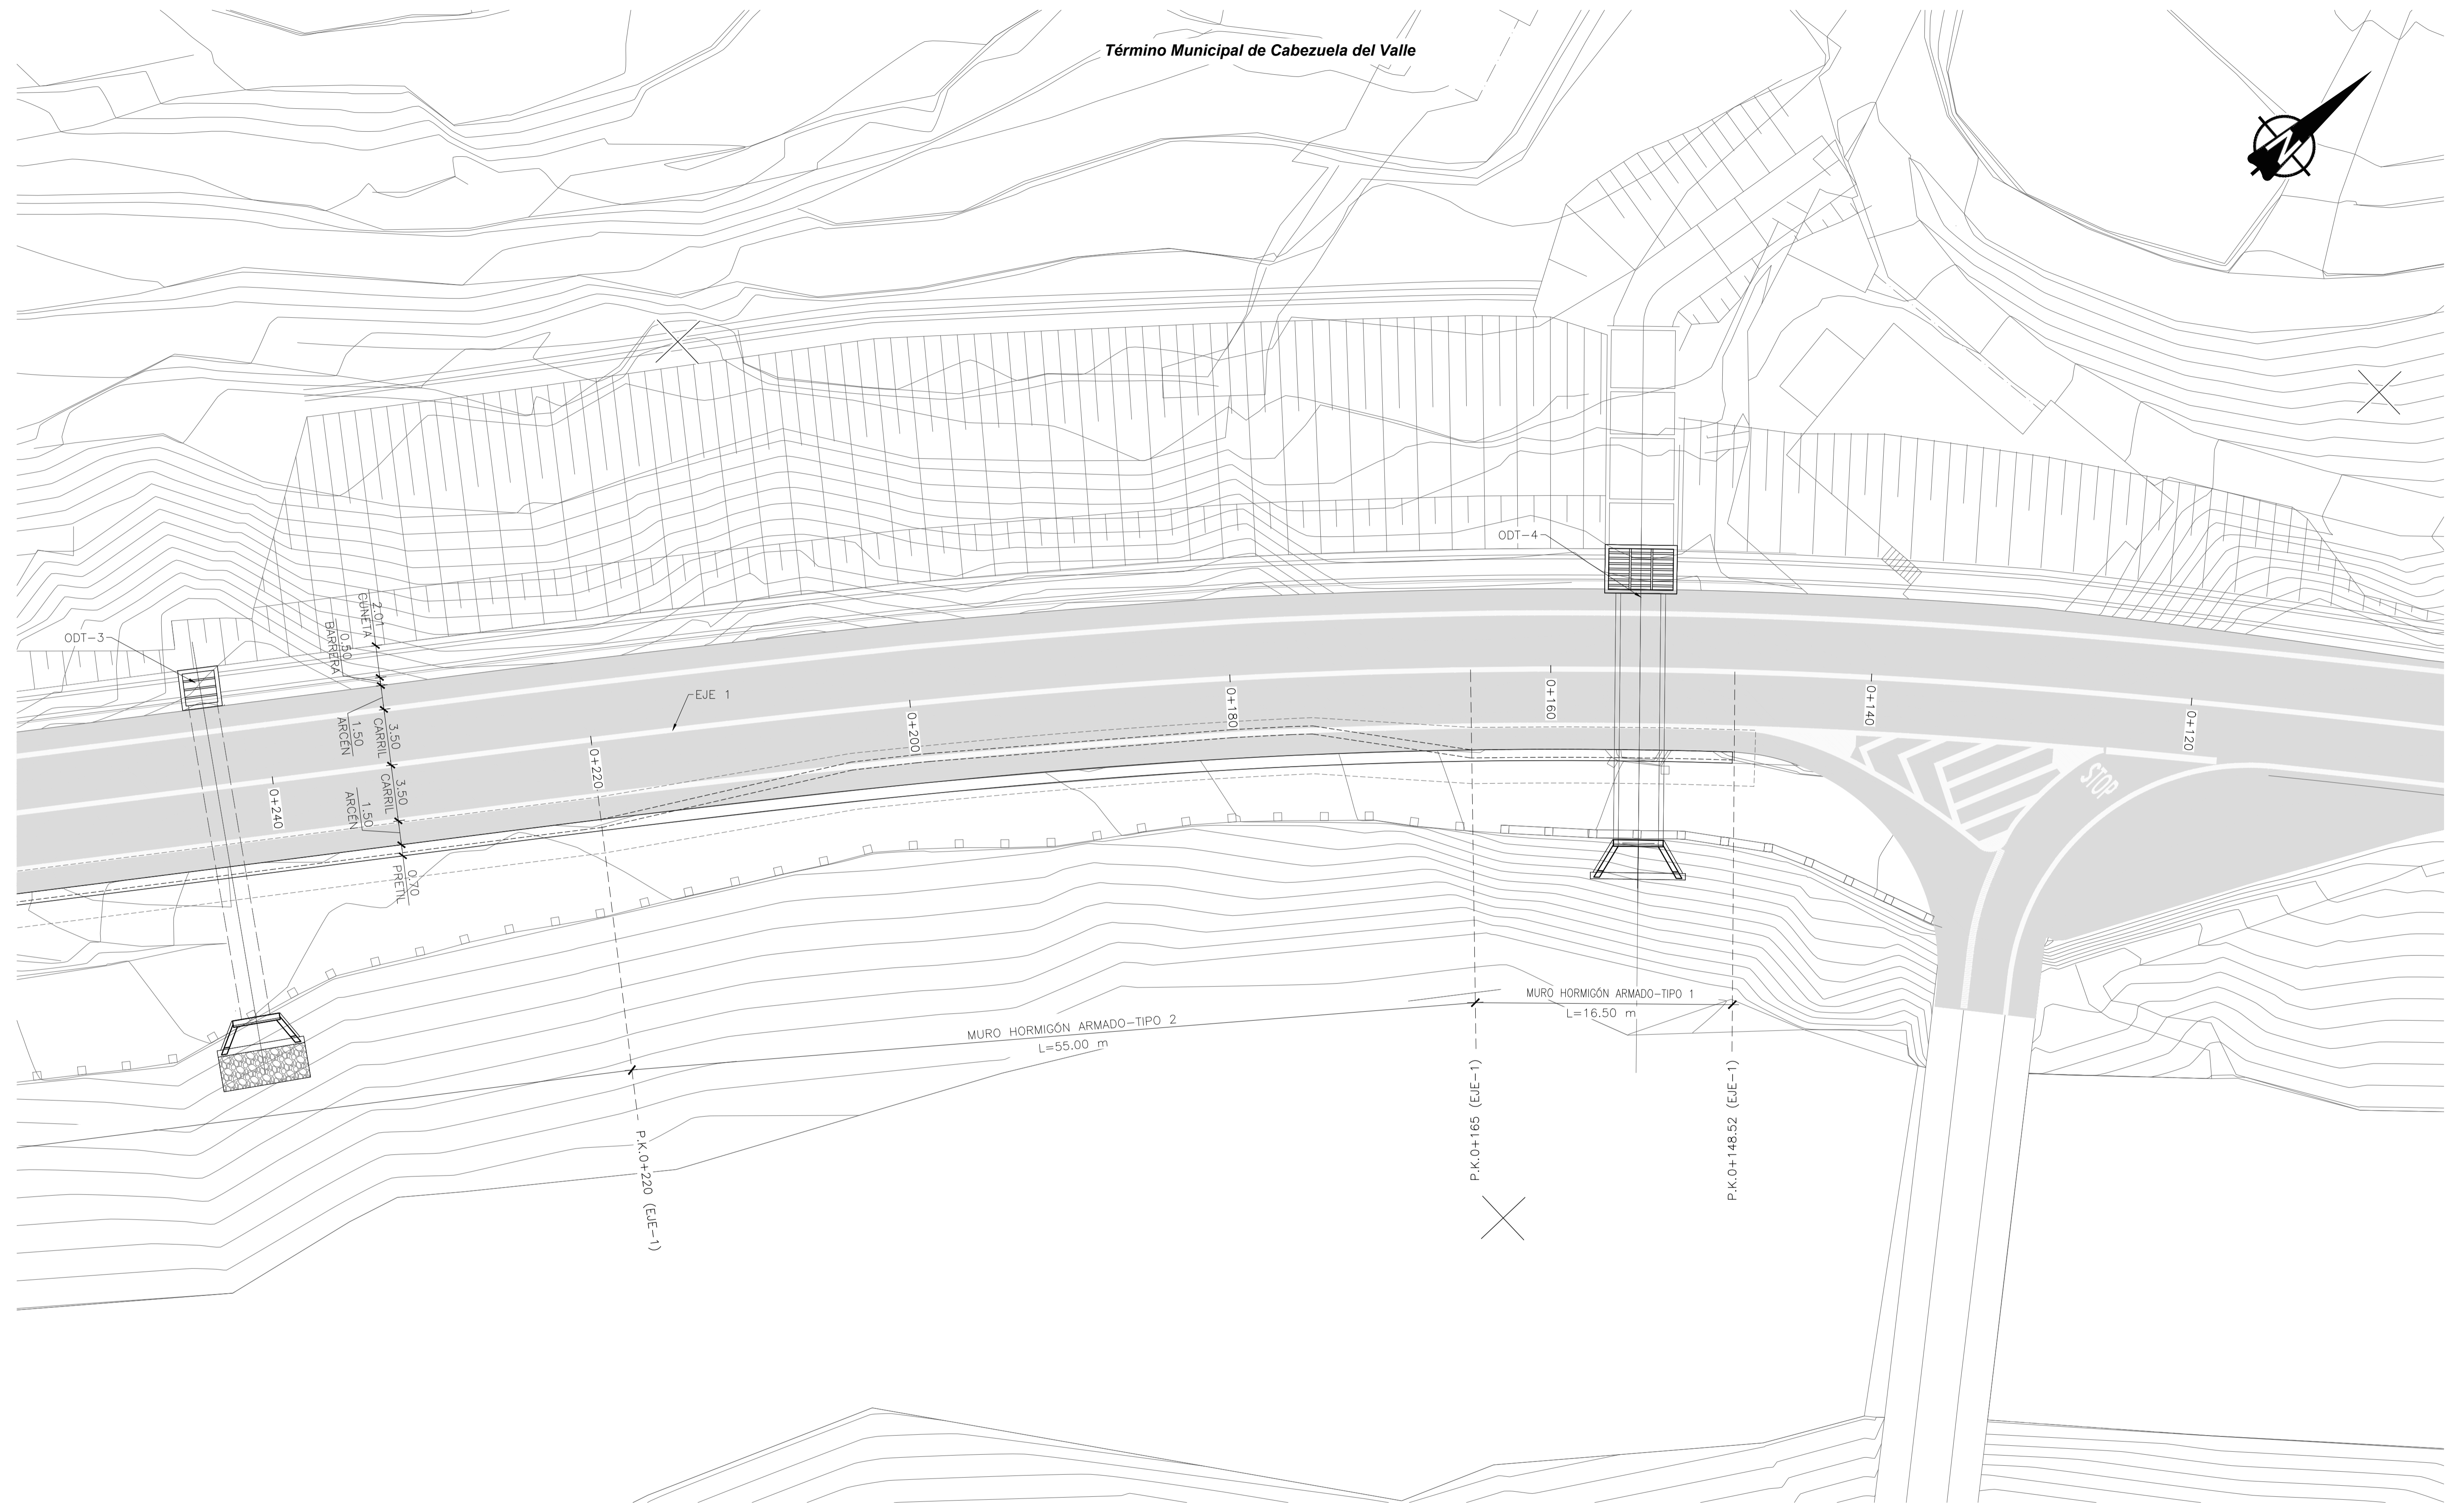 Término Municipal de Cabezuela del Valle
N
ODT-4
ODT-3
2.01
CUNETA
0.50
BARRERA
1.50
ARCÉN
3.50
CARRIL
3.50
CARRIL
1.50
ARCÉN
0.70
PRETIL
EJE 1
0+240
0+220
0+200
0+180
0+160
0+140
0+120
STOP
MURO HORMIGÓN ARMADO-TIPO 2
L=55.00 m
MURO HORMIGÓN ARMADO-TIPO 1
L=16.50 m
P.K.0+220 (EJE-1)
P.K.0+165 (EJE-1)
P.K.0+148.52 (EJE-1)